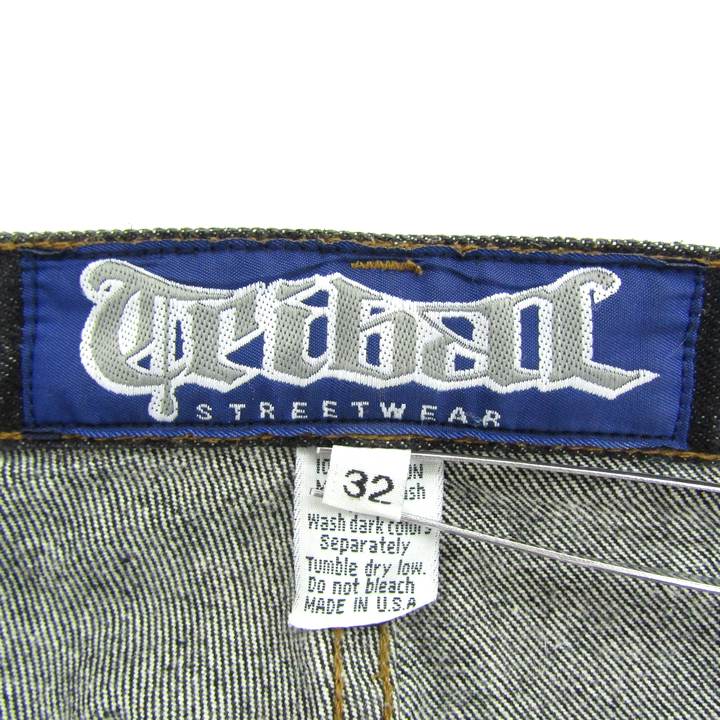 Tribal
STREETWEAR
32
Wash dark colors
Separately
Tumble dry low.
Do not bleach
MADE IN U.S.A